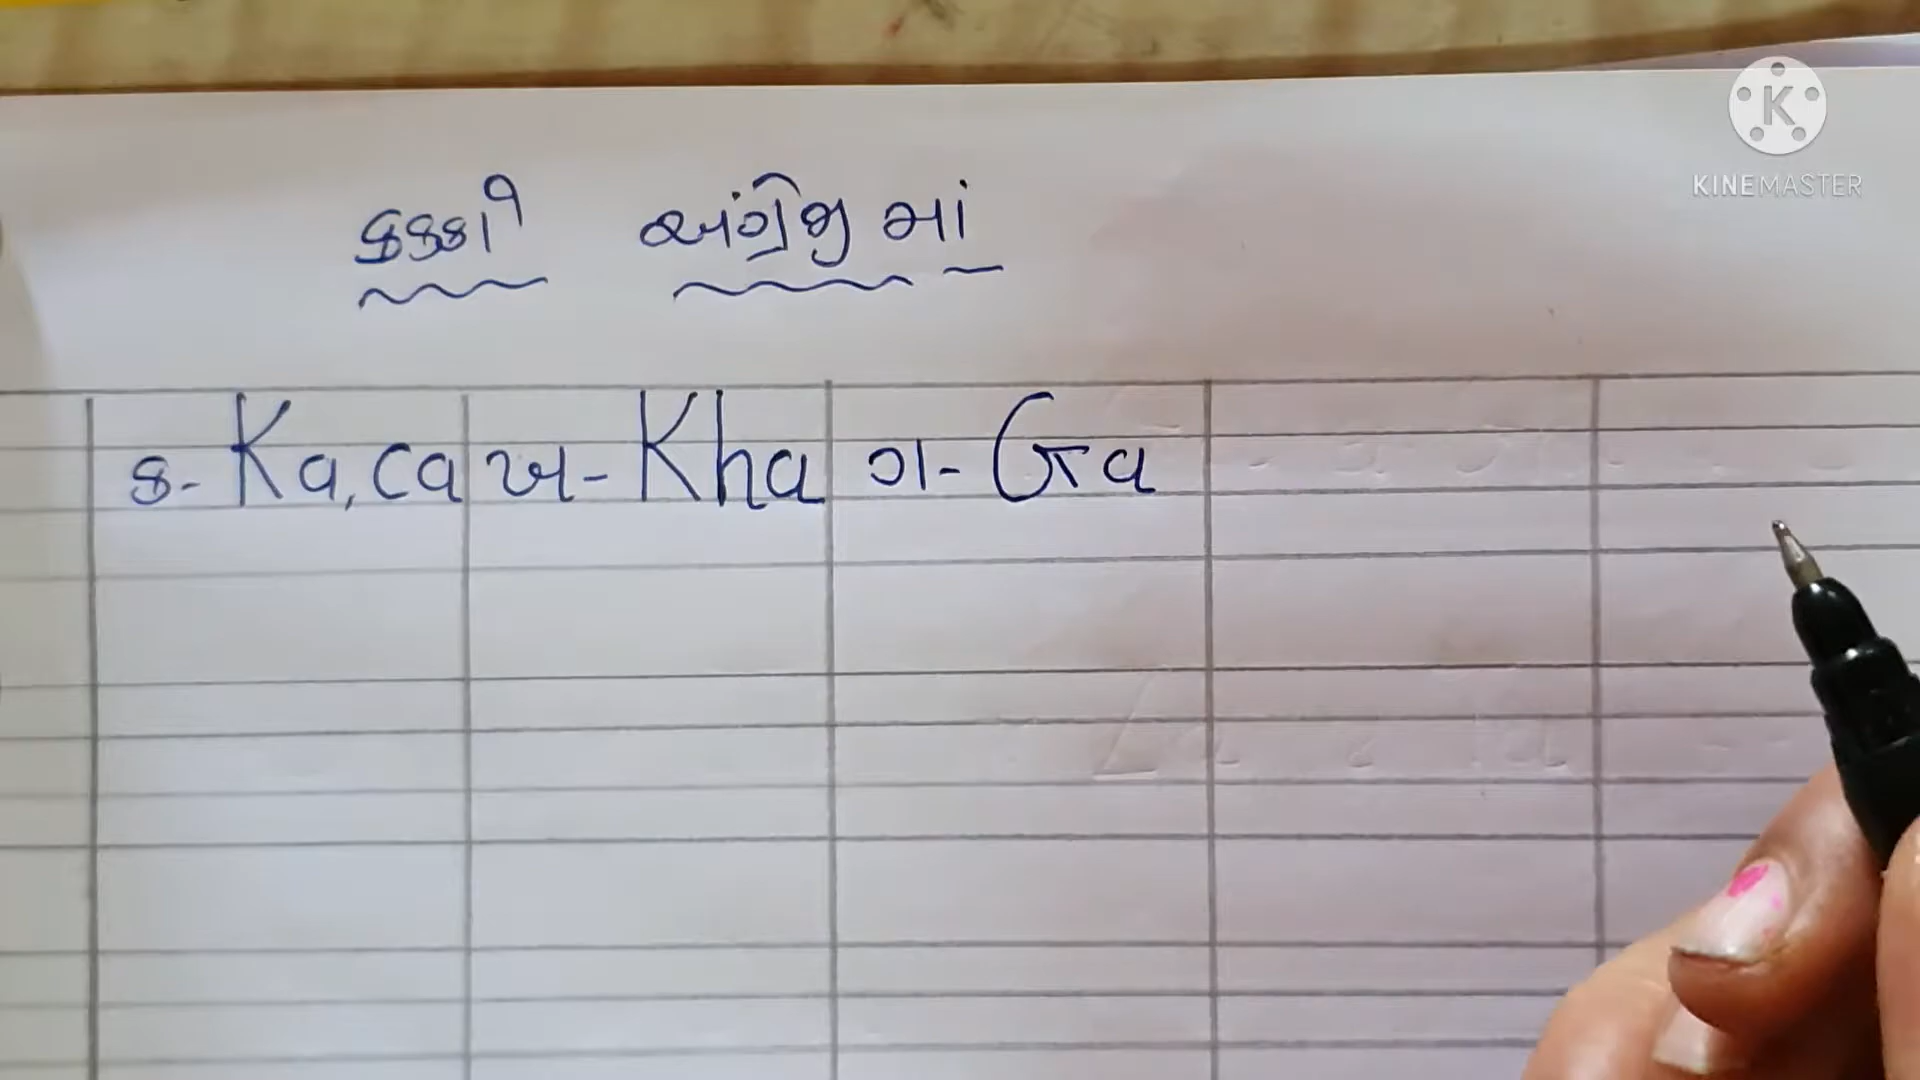 કક્કો અંગ્રેજી માં
ક- Ka, Ca ખ- Kha ગ- Ga
K
KINEMASTER